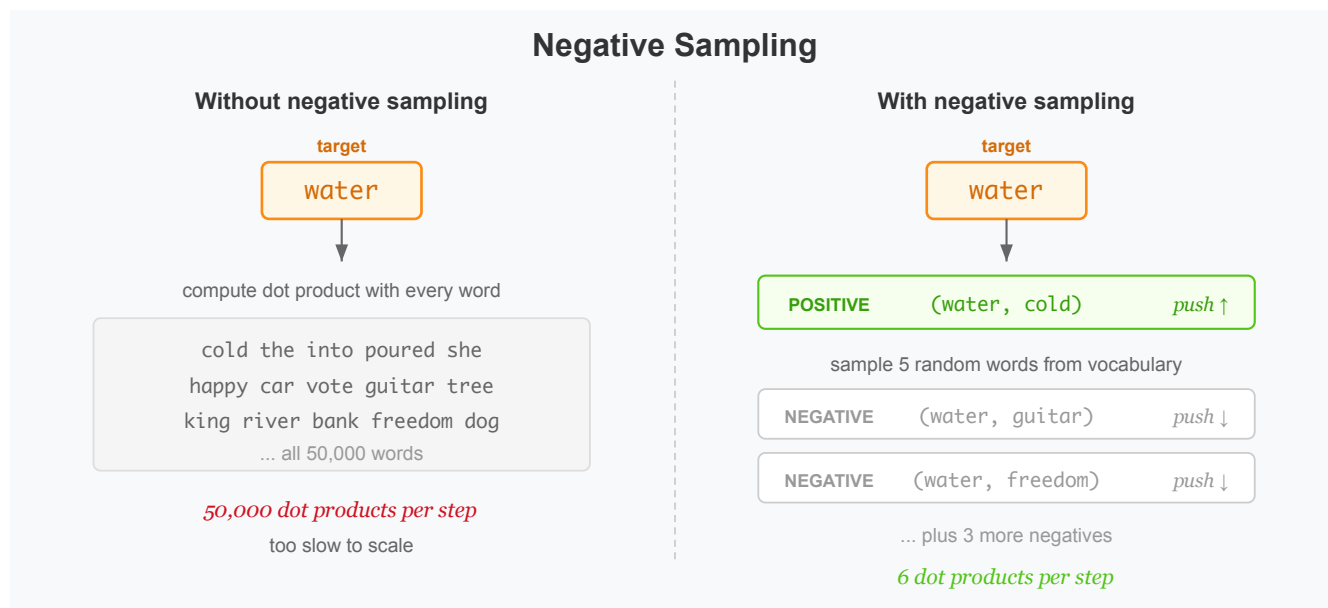 Negative Sampling
Without negative sampling
target
water
compute dot product with every word
cold the into poured she
happy car vote guitar tree
king river bank freedom dog
... all 50,000 words
50,000 dot products per step
too slow to scale
With negative sampling
target
water
POSITIVE (water, cold) push ↑
sample 5 random words from vocabulary
NEGATIVE (water, guitar) push ↓
NEGATIVE (water, freedom) push ↓
... plus 3 more negatives
6 dot products per step